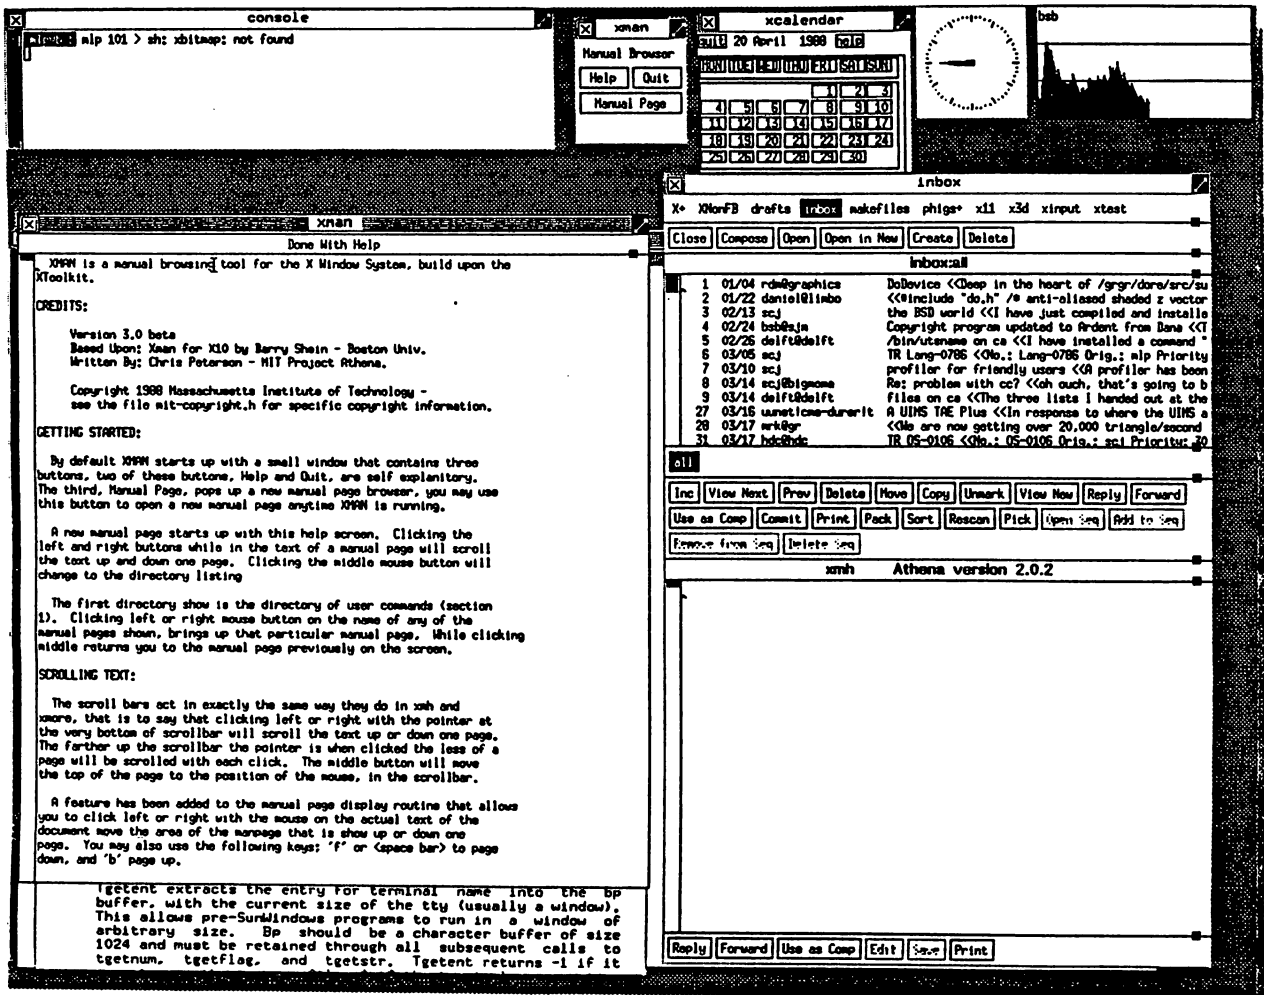 console
mlp 101 > sh: xbitmap: not found
xman
Manual Browser
Help Quit
Manual Page
xcalendar
quit 20 April 1988 help
MON TUE WED THU FRI SAT SUN
1 2 3
4 5 6 7 8 9 10
11 12 13 14 15 16 17
18 19 20 21 22 23 24
25 26 27 28 29 30
bsb
xman
Done With Help
XMAN is a manual browsing tool for the X Window System, build upon the
XToolkit.
CREDITS:
Version 3.0 beta
Based Upon: Xman for X10 by Barry Shein - Boston Univ.
Written By: Chris Peterson - MIT Project Athena.
Copyright 1988 Massachusetts Institute of Technology -
see the file mit-copyright.h for specific copyright information.
GETTING STARTED:
By default XMAN starts up with a small window that contains three
buttons, two of these buttons, Help and Quit, are self explanitory.
The third, Manual Page, pops up a new manual page browser, you may use
this button to open a new manual page anytime XMAN is running.
A new manual page starts up with this help screen. Clicking the
left and right buttons while in the text of a manual page will scroll
the text up and down one page. Clicking the middle mouse button will
change to the directory listing
The first directory show is the directory of user commands (section
1). Clicking left or right mouse button on the name of any of the
manual pages shown, brings up that particular manual page. While clicking
middle returns you to the manual page previously on the screen.
SCROLLING TEXT:
The scroll bars act in exactly the same way they do in xmh and
xmore, that is to say that clicking left or right with the pointer at
the very bottom of scrollbar will scroll the text up or down one page.
The farther up the scrollbar the pointer is when clicked the less of a
page will be scrolled with each click. The middle button will move
the top of the page to the position of the mouse, in the scrollbar.
A feature has been added to the manual page display routine that allows
you to click left or right with the mouse on the actual text of the
document move the area of the manpage that is show up or down one
page. You may also use the following keys: 'f' or <space bar> to page
down, and 'b' page up.
Tgetent extracts the entry for terminal name into the bp
buffer, with the current size of the tty (usually a window).
This allows pre-SunWindows programs to run in a window of
arbitrary size. Bp should be a character buffer of size
1024 and must be retained through all subsequent calls to
tgetnum, tgetflag, and tgetstr. Tgetent returns -1 if it
inbox
X+ XNonFB drafts inbox makefiles phigs+ x11 x3d xinput xtest
Close Compose Open Open in New Create Delete
inbox:all
1 01/04 rdm@graphics DoDevice <<Deep in the heart of /grgr/dore/src/su
2 01/22 daniel@limbo <<#include "do.h" /* anti-aliased shaded z vector
3 02/13 scj the BSD world <<I have just compiled and installe
4 02/24 bsb@sjm Copyright program updated to Ardent from Dana <<T
5 02/26 delft@delft /bin/utsname on ca <<I have installed a command "
6 03/05 scj TR Lang-0786 <<No.: Lang-0786 Orig.: mlp Priority
7 03/10 scj profiler for friendly users <<A profiler has been
8 03/14 scj@bigmama Re: problem with cc? <<oh ouch, that's going to b
9 03/14 delft@delft files on ca <<The three lists I handed out at the
27 03/16 A UIMS TAE Plus <<In response to where the UIMS a
28 03/17 mrk@gr <<We are now getting over 20,000 triangle/second
31 03/17 hdc@hdc TR OS-0106 <<No.: OS-0106 Orig.: scj Priority: 30
all
Inc View Next Prev Delete Move Copy Unmark View New Reply Forward
Use as Comp Commit Print Pack Sort Rescan Pick Open Seq Add to Seq
Remove from Seq Delete Seq
xmh Athena version 2.0.2
Reply Forward Use as Comp Edit Save Print